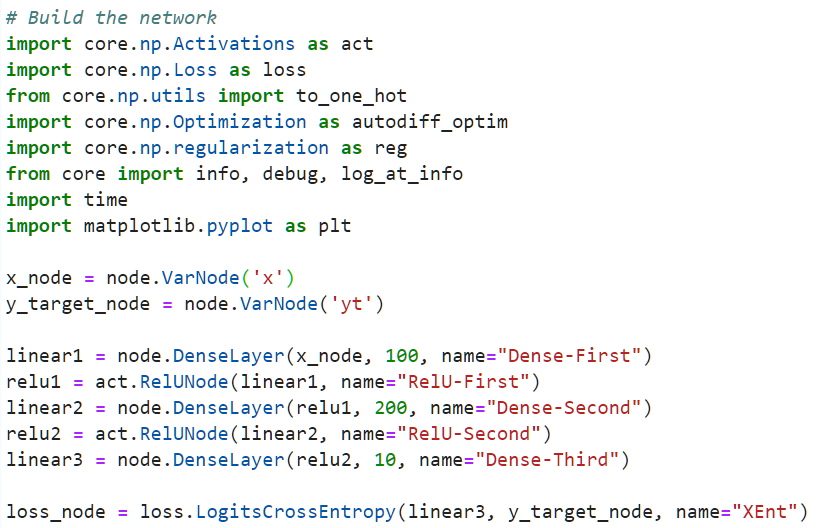 # Build the network
import core.np.Activations as act
import core.np.Loss as loss
from core.np.utils import to_one_hot
import core.np.Optimization as autodiff_optim
import core.np.regularization as reg
from core import info, debug, log_at_info
import time
import matplotlib.pyplot as plt
x_node = node.VarNode('x')
y_target_node = node.VarNode('yt')
linear1 = node.DenseLayer(x_node, 100, name="Dense-First")
relu1 = act.RelUNode(linear1, name="RelU-First")
linear2 = node.DenseLayer(relu1, 200, name="Dense-Second")
relu2 = act.RelUNode(linear2, name="RelU-Second")
linear3 = node.DenseLayer(relu2, 10, name="Dense-Third")
loss_node = loss.LogitsCrossEntropy(linear3, y_target_node, name="XEnt")